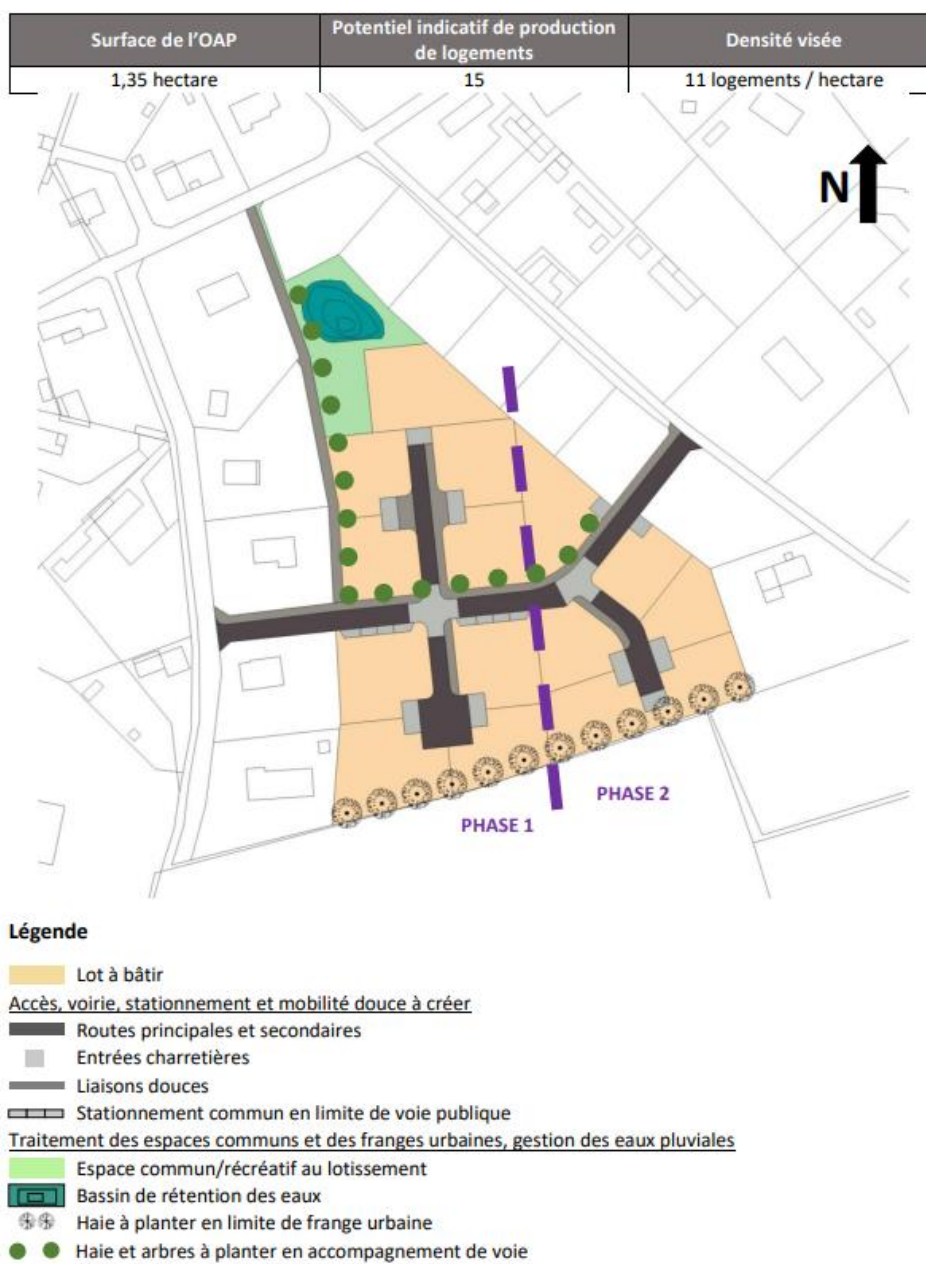 Surface de l'OAP
Potentiel indicatif de production
de logements
Densité visée
1,35 hectare
15
11 logements / hectare
N
PHASE 1
PHASE 2
Légende
Lot à bâtir
Accès, voirie, stationnement et mobilité douce à créer
Routes principales et secondaires
Entrées charretières
Liaisons douces
Stationnement commun en limite de voie publique
Traitement des espaces communs et des franges urbaines, gestion des eaux pluviales
Espace commun/récréatif au lotissement
Bassin de rétention des eaux
Haie à planter en limite de frange urbaine
Haie et arbres à planter en accompagnement de voie